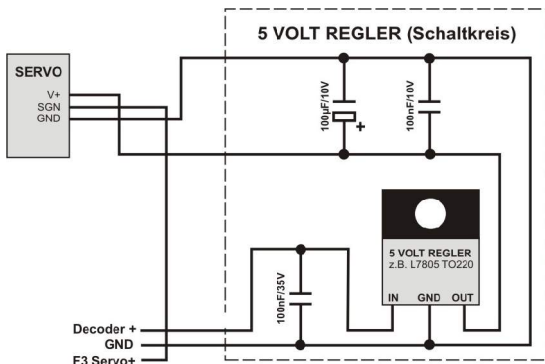 5 VOLT REGLER (Schaltkreis)
SERVO
V+
SGN
GND
100µF/10V
+
100nF/10V
5 VOLT REGLER
z.B. L7805 TO220
IN GND OUT
100nF/35V
Decoder +
GND
F3 Servo+